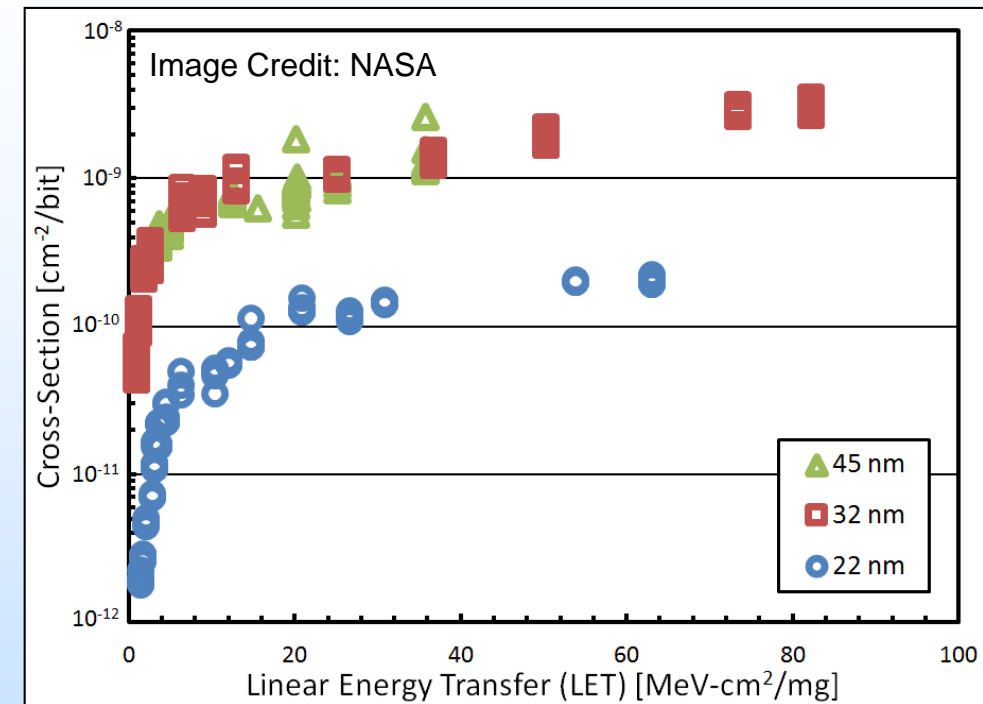 Image Credit: NASA
Cross-Section [cm⁻²/bit]
10⁻⁸
10⁻⁹
10⁻¹⁰
10⁻¹¹
10⁻¹²
45 nm
32 nm
22 nm
0 20 40 60 80 100
Linear Energy Transfer (LET) [MeV-cm²/mg]